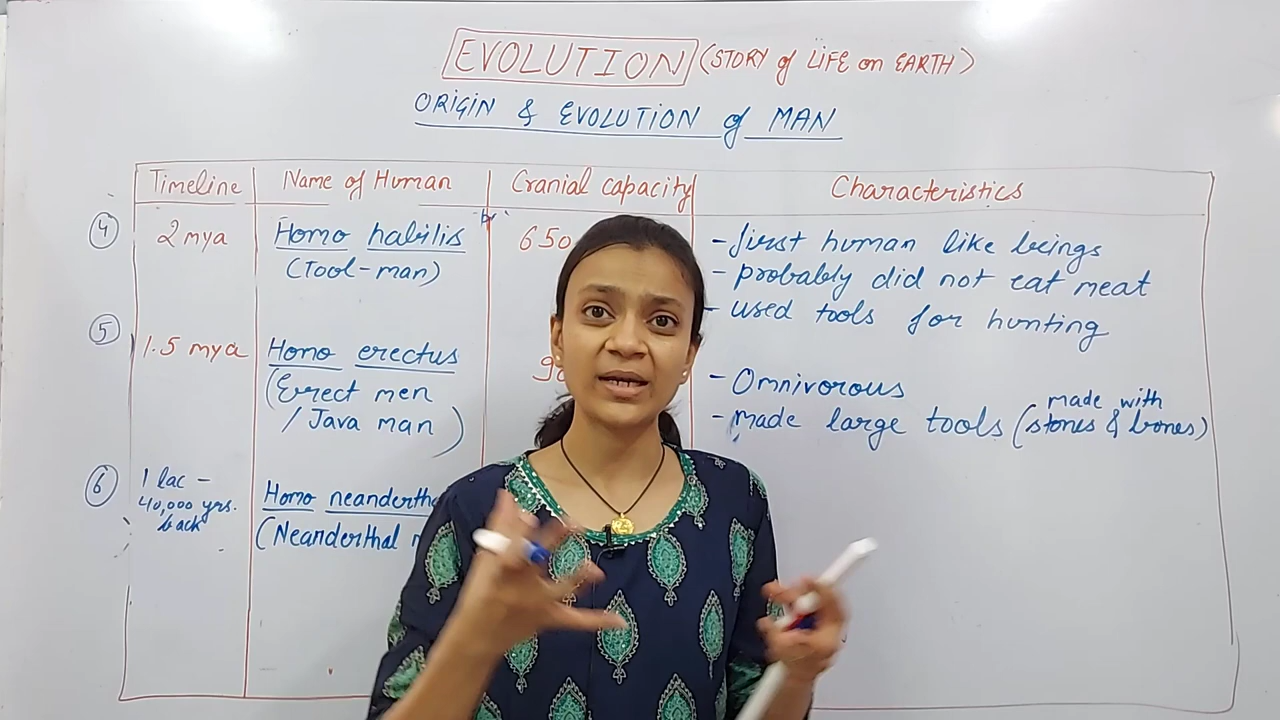 EVOLUTION (STORY of LIFE on EARTH)
ORIGIN & EVOLUTION of MAN
Timeline Name of Human Cranial capacity Characteristics
4 2 mya Homo habilis 650 - first human like beings
(Tool-man) - probably did not eat meat
- used tools for hunting
5 1.5 mya Homo erectus - Omnivorous
(Erect men - made large tools (made with
/ Java man) stones & bones)
6 1 lac - Homo
40,000 yrs. (Neanderthal
back